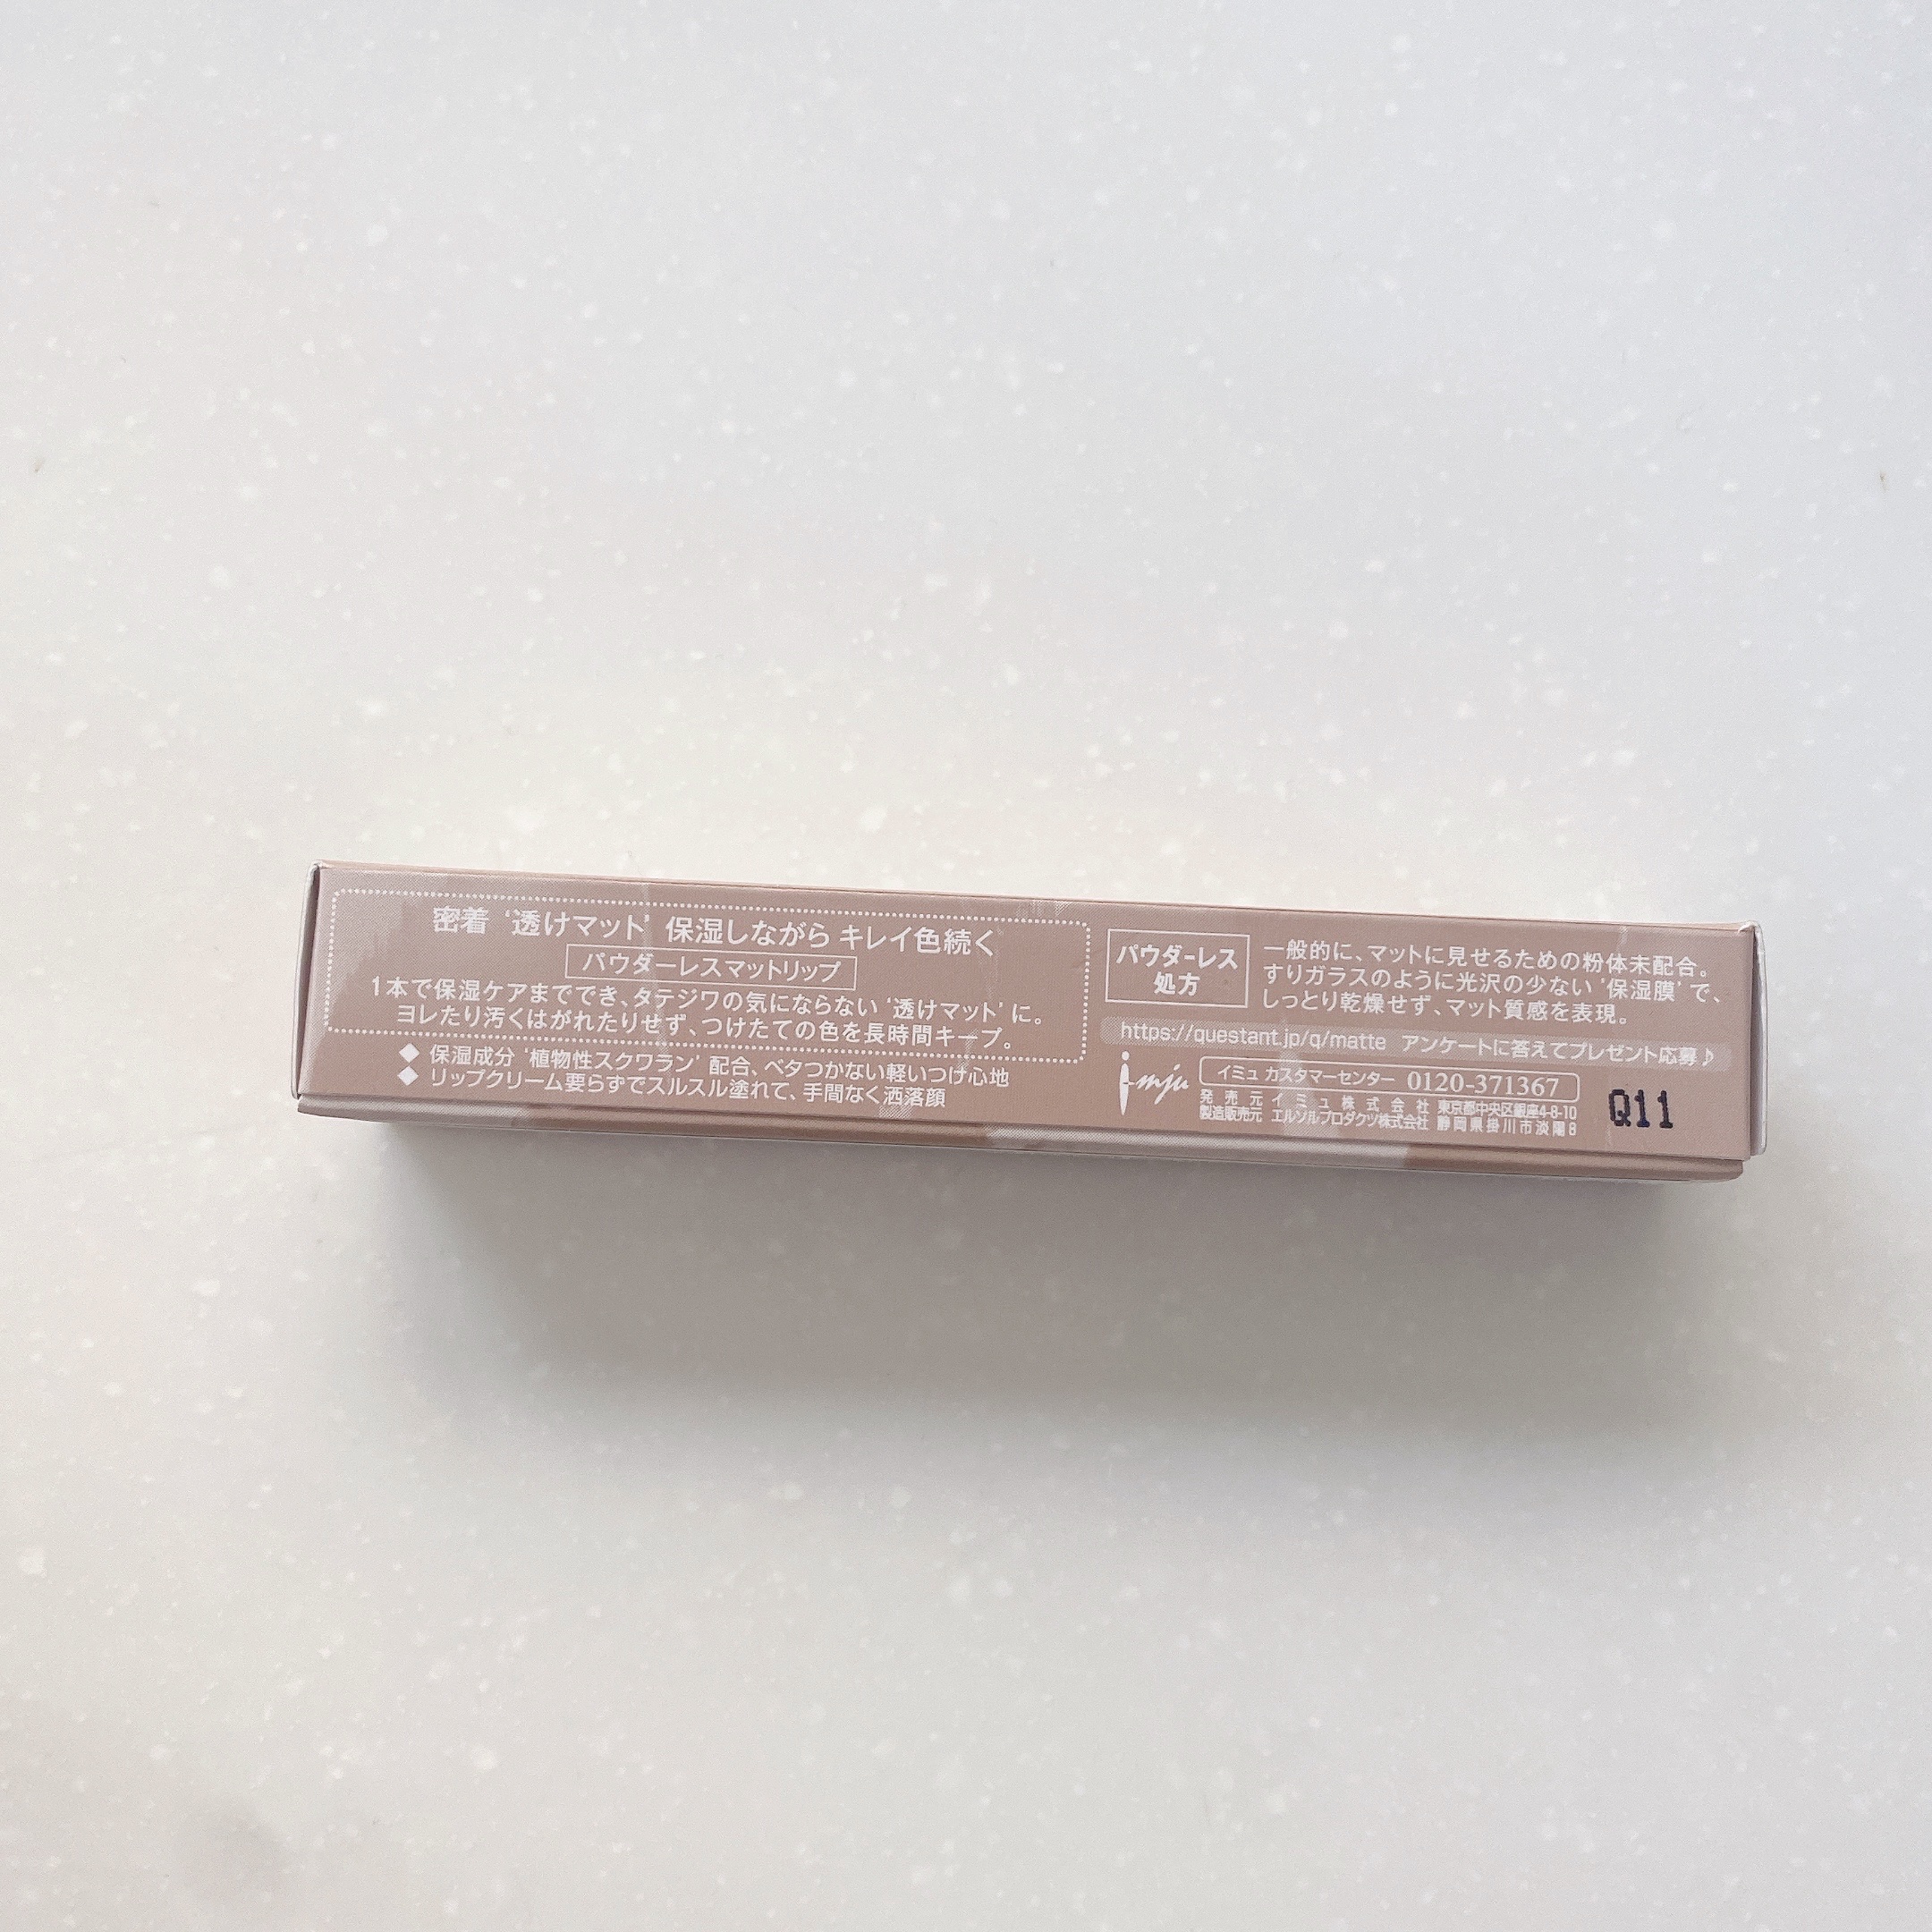 密着 ‘透けマット’ 保湿しながら キレイ色続く
パウダーレスマットリップ
1本で保湿ケアまででき、タテジワの気にならない ‘透けマット’ に。
ヨレたり汚くはがれたりせず、つけたての色を長時間キープ。
◆ 保湿成分 ‘植物性スクワラン’ 配合、ベタつかない軽いつけ心地
◆ リップクリーム要らずでスルスル塗れて、手間なく洒落顔
パウダーレス
処方
一般的に、マットに見せるための粉体未配合。
すりガラスのように光沢の少ない ‘保湿膜’ で、
しっとり乾燥せず、マット質感を表現。
https://questant.jp/q/matte アンケートに答えてプレゼント応募♪
i-mju
イミュ カスタマーセンター 0120-371367
発売元 イミュ株式会社 東京都中央区銀座4-8-10
製造販売元 エルソルプロダクツ株式会社 静岡県掛川市淡陽8
Q11